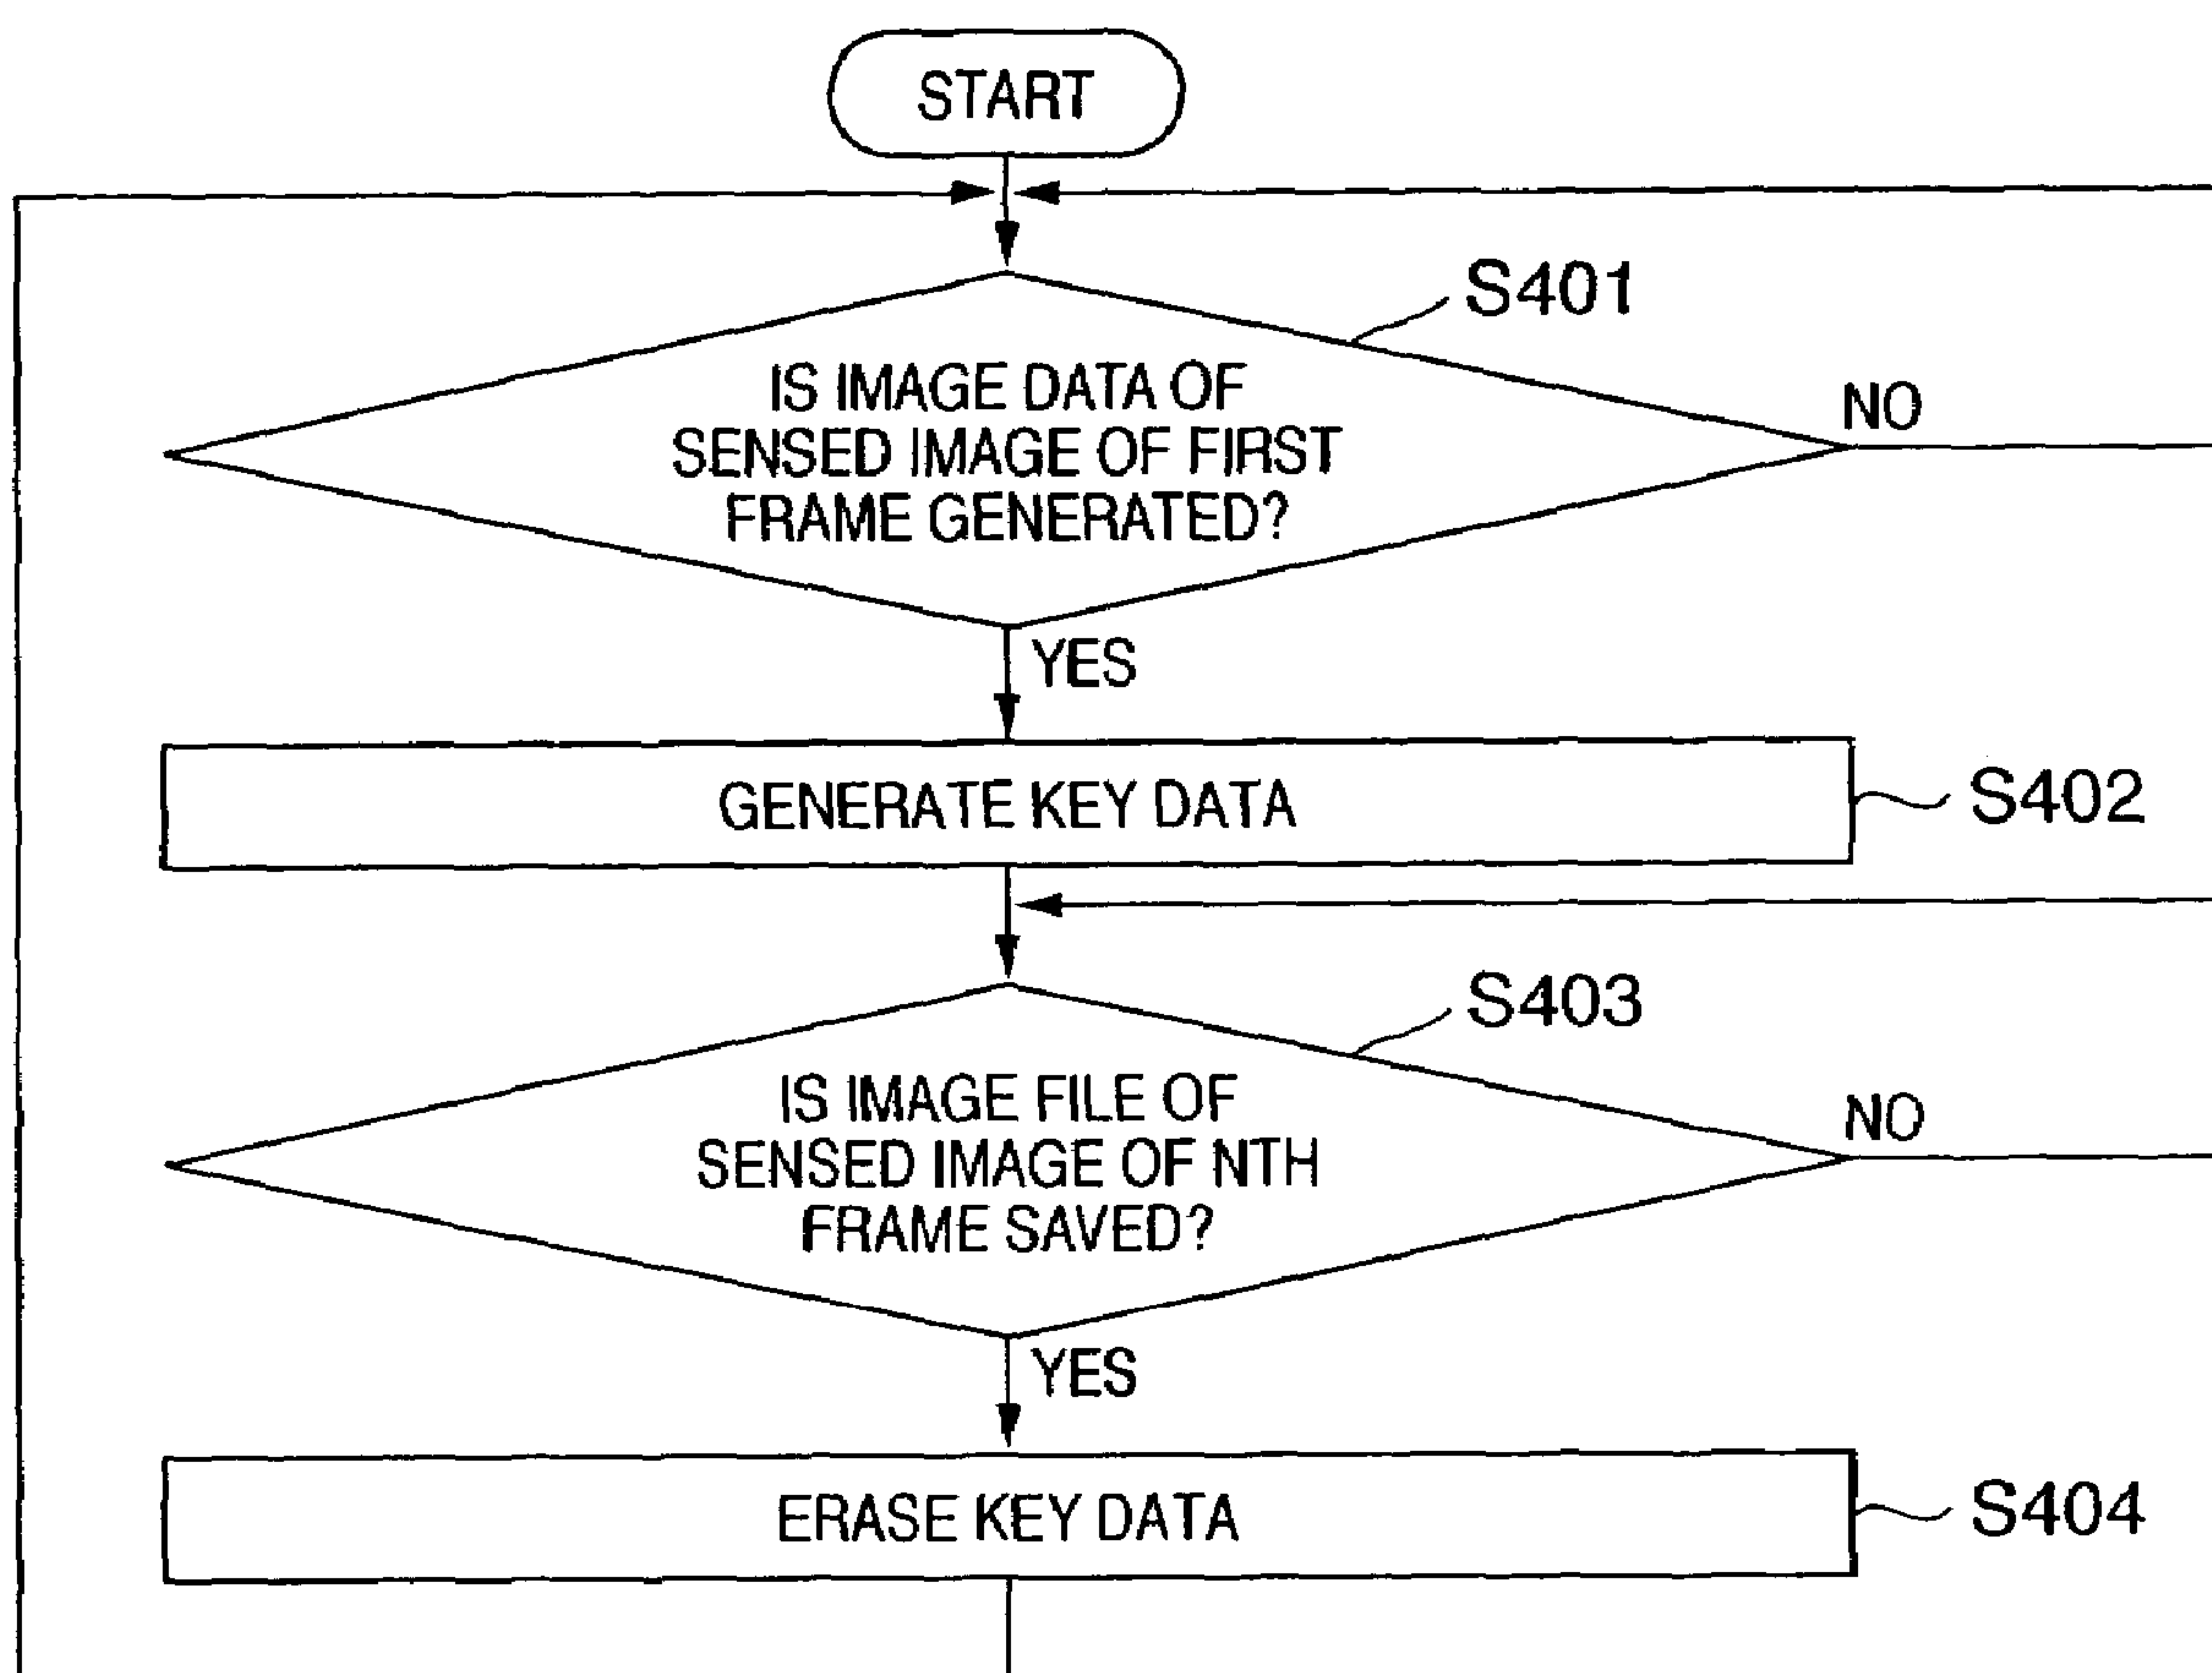 START
S401
IS IMAGE DATA OF
SENSED IMAGE OF FIRST
FRAME GENERATED?
NO
YES
GENERATE KEY DATA
S402
S403
IS IMAGE FILE OF
SENSED IMAGE OF NTH
FRAME SAVED?
NO
YES
ERASE KEY DATA
S404